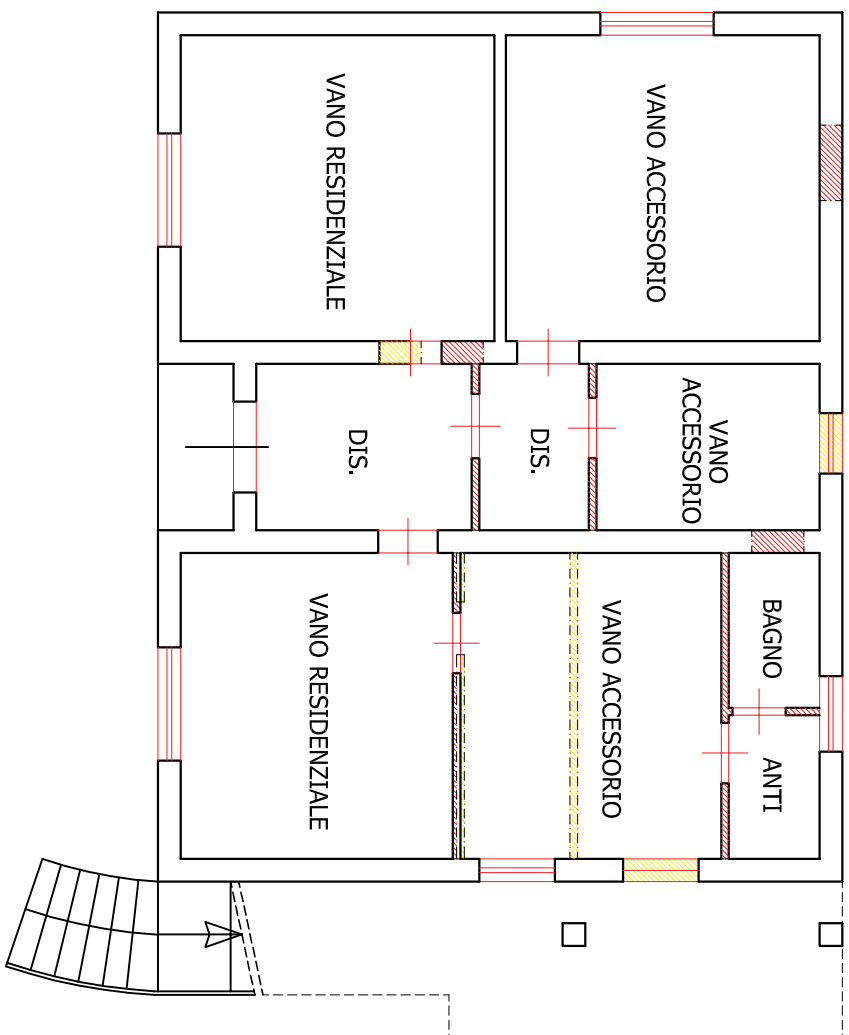 VANO RESIDENZIALE
VANO ACCESSORIO
VANO
ACCESSORIO
DIS.
DIS.
VANO RESIDENZIALE
VANO ACCESSORIO
BAGNO
ANTI